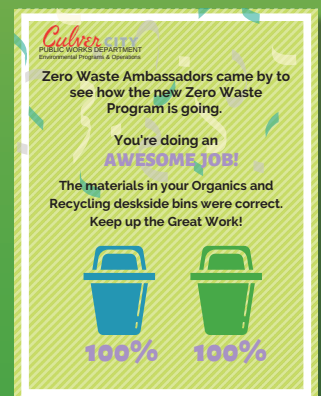 Culver CITY
PUBLIC WORKS DEPARTMENT
Environmental Programs & Operations
Zero Waste Ambassadors came by to
see how the new Zero Waste
Program is going.
You're doing an
AWESOME JOB!
The materials in your Organics and
Recycling deskside bins were correct.
Keep up the Great Work!
100% 100%